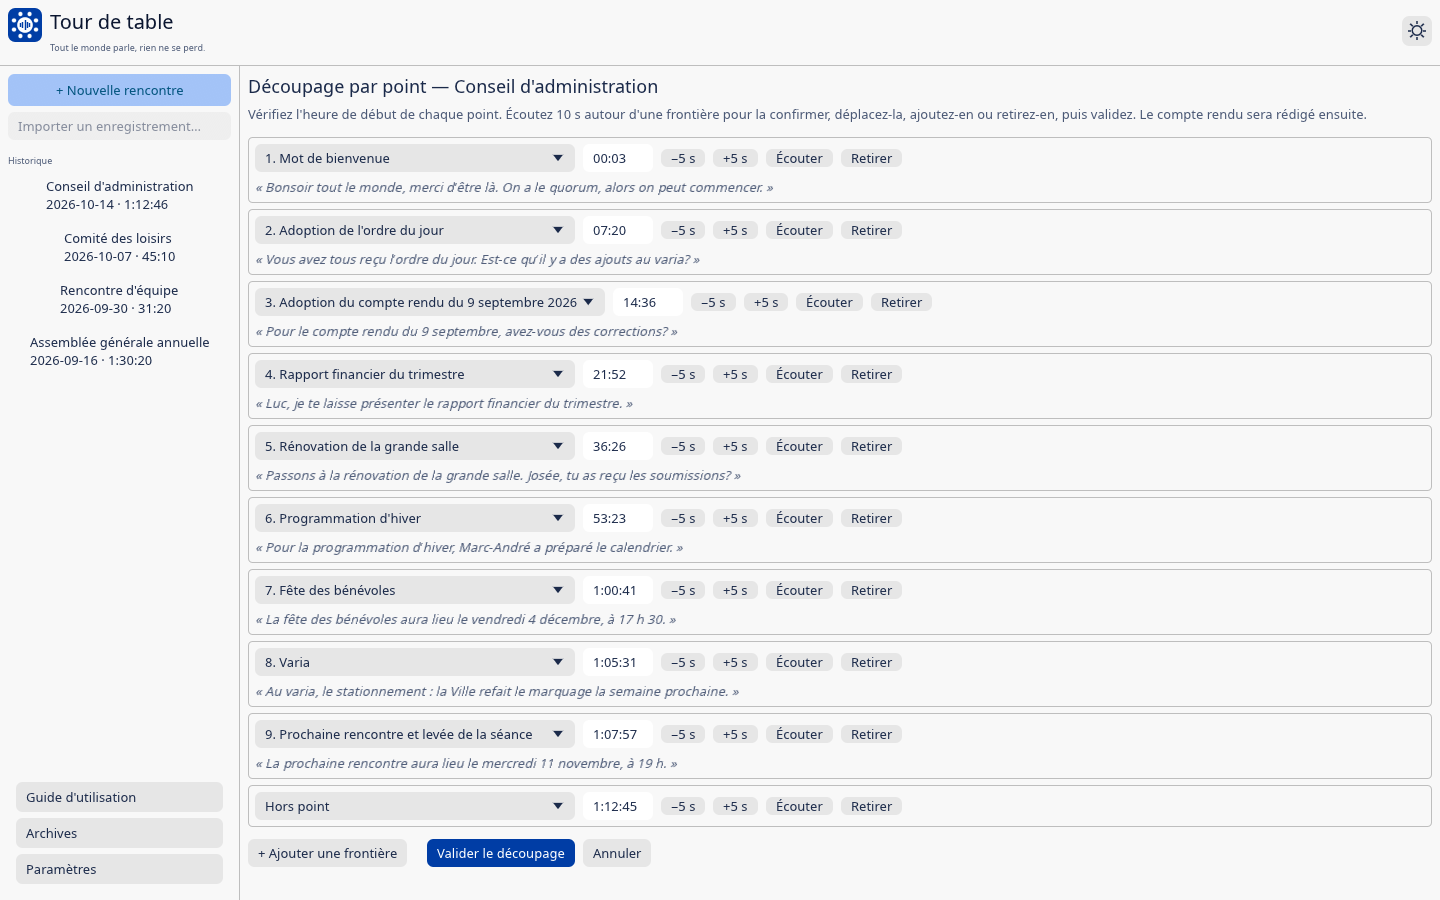 Tour de table
Tout le monde parle, rien ne se perd.
+ Nouvelle rencontre
Importer un enregistrement…
Historique
Conseil d'administration
2026-10-14 · 1:12:46
Comité des loisirs
2026-10-07 · 45:10
Rencontre d'équipe
2026-09-30 · 31:20
Assemblée générale annuelle
2026-09-16 · 1:30:20
Guide d'utilisation
Archives
Paramètres
Découpage par point — Conseil d'administration
Vérifiez l'heure de début de chaque point. Écoutez 10 s autour d'une frontière pour la confirmer, déplacez-la, ajoutez-en ou retirez-en, puis validez. Le compte rendu sera rédigé ensuite.
1. Mot de bienvenue 00:03 −5 s +5 s Écouter Retirer
« Bonsoir tout le monde, merci d'être là. On a le quorum, alors on peut commencer. »
2. Adoption de l'ordre du jour 07:20 −5 s +5 s Écouter Retirer
« Vous avez tous reçu l'ordre du jour. Est-ce qu'il y a des ajouts au varia? »
3. Adoption du compte rendu du 9 septembre 2026 14:36 −5 s +5 s Écouter Retirer
« Pour le compte rendu du 9 septembre, avez-vous des corrections? »
4. Rapport financier du trimestre 21:52 −5 s +5 s Écouter Retirer
« Luc, je te laisse présenter le rapport financier du trimestre. »
5. Rénovation de la grande salle 36:26 −5 s +5 s Écouter Retirer
« Passons à la rénovation de la grande salle. Josée, tu as reçu les soumissions? »
6. Programmation d'hiver 53:23 −5 s +5 s Écouter Retirer
« Pour la programmation d'hiver, Marc-André a préparé le calendrier. »
7. Fête des bénévoles 1:00:41 −5 s +5 s Écouter Retirer
« La fête des bénévoles aura lieu le vendredi 4 décembre, à 17 h 30. »
8. Varia 1:05:31 −5 s +5 s Écouter Retirer
« Au varia, le stationnement : la Ville refait le marquage la semaine prochaine. »
9. Prochaine rencontre et levée de la séance 1:07:57 −5 s +5 s Écouter Retirer
« La prochaine rencontre aura lieu le mercredi 11 novembre, à 19 h. »
Hors point 1:12:45 −5 s +5 s Écouter Retirer
+ Ajouter une frontière Valider le découpage Annuler